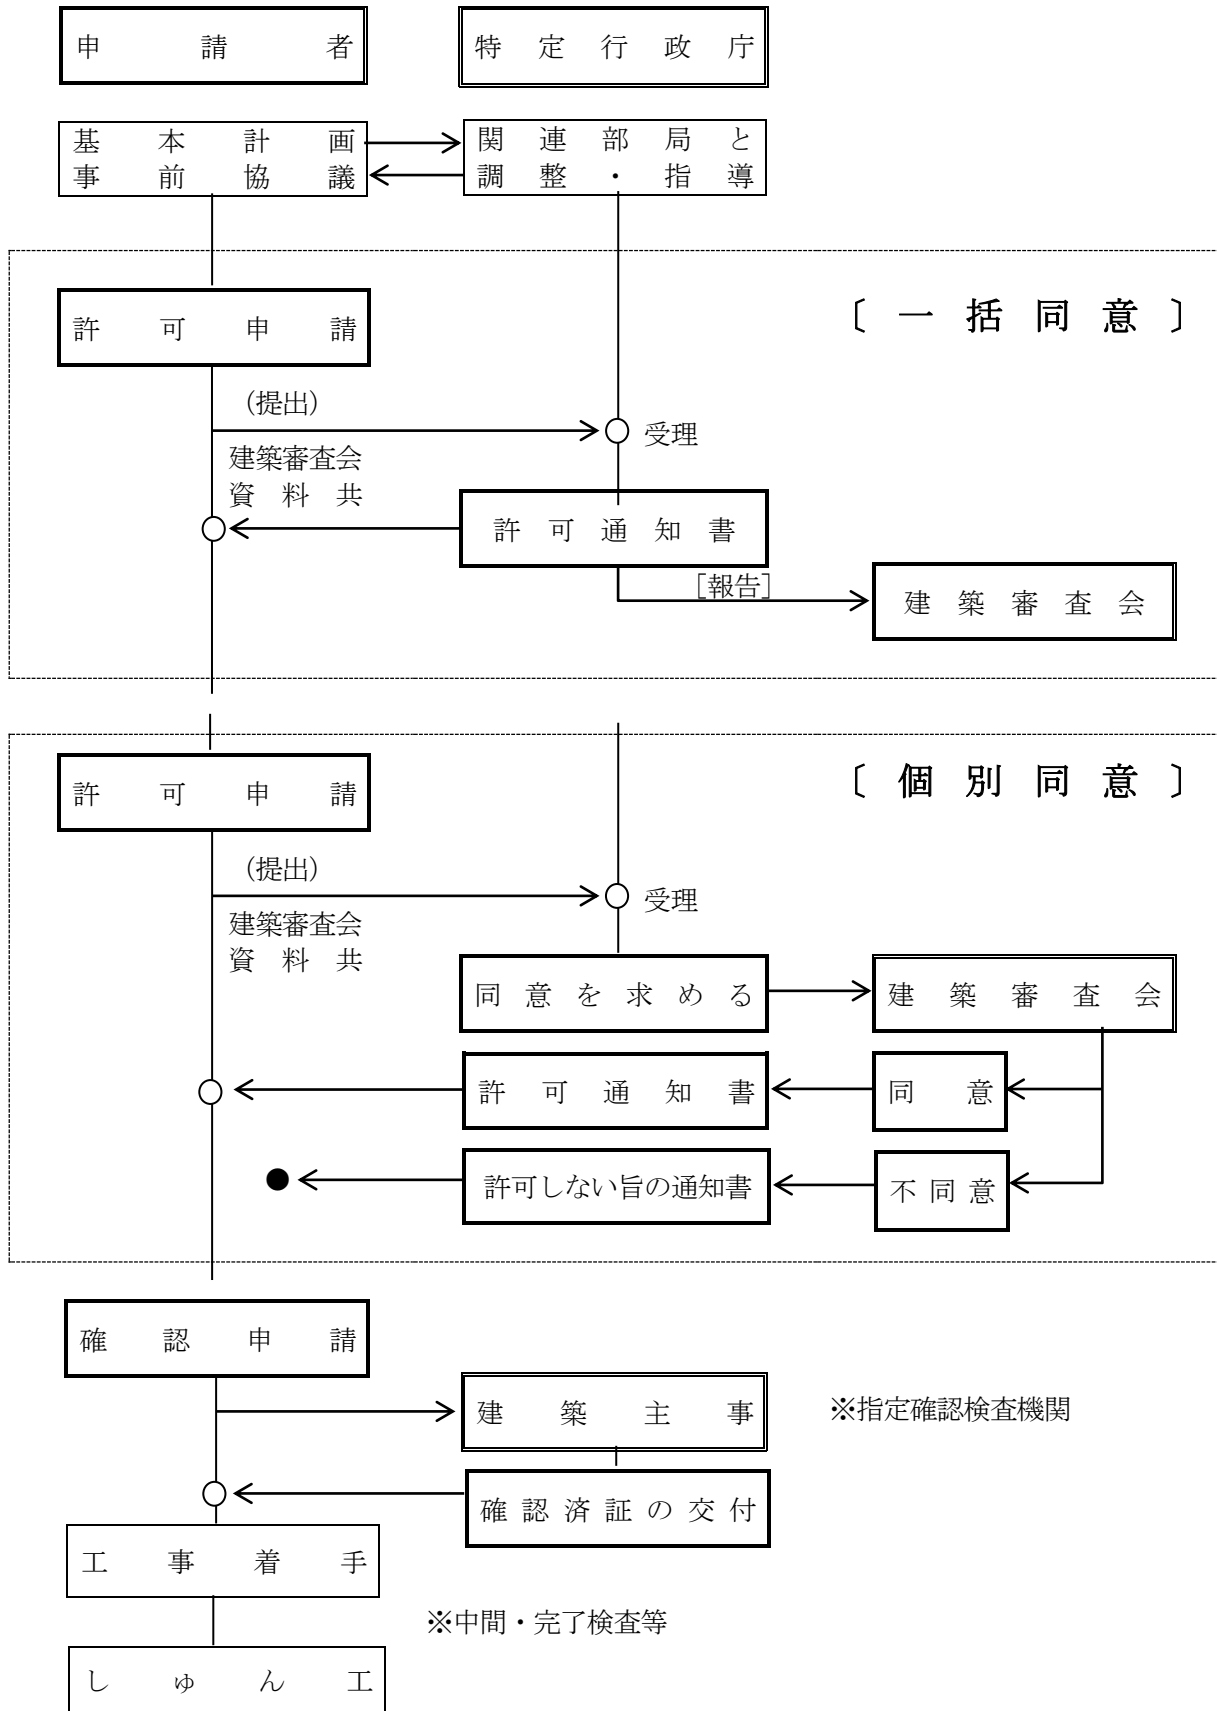 申請者
特定行政庁
基本計画
事前協議
関連部局と
調整・指導
〔一括同意〕
許可申請
（提出）
受理
建築審査会
資料共
許可通知書
［報告］
建築審査会
〔個別同意〕
許可申請
（提出）
受理
建築審査会
資料共
同意を求める
建築審査会
許可通知書
同意
許可しない旨の通知書
不同意
確認申請
建築主事
※指定確認検査機関
確認済証の交付
工事着手
※中間・完了検査等
しゅん工